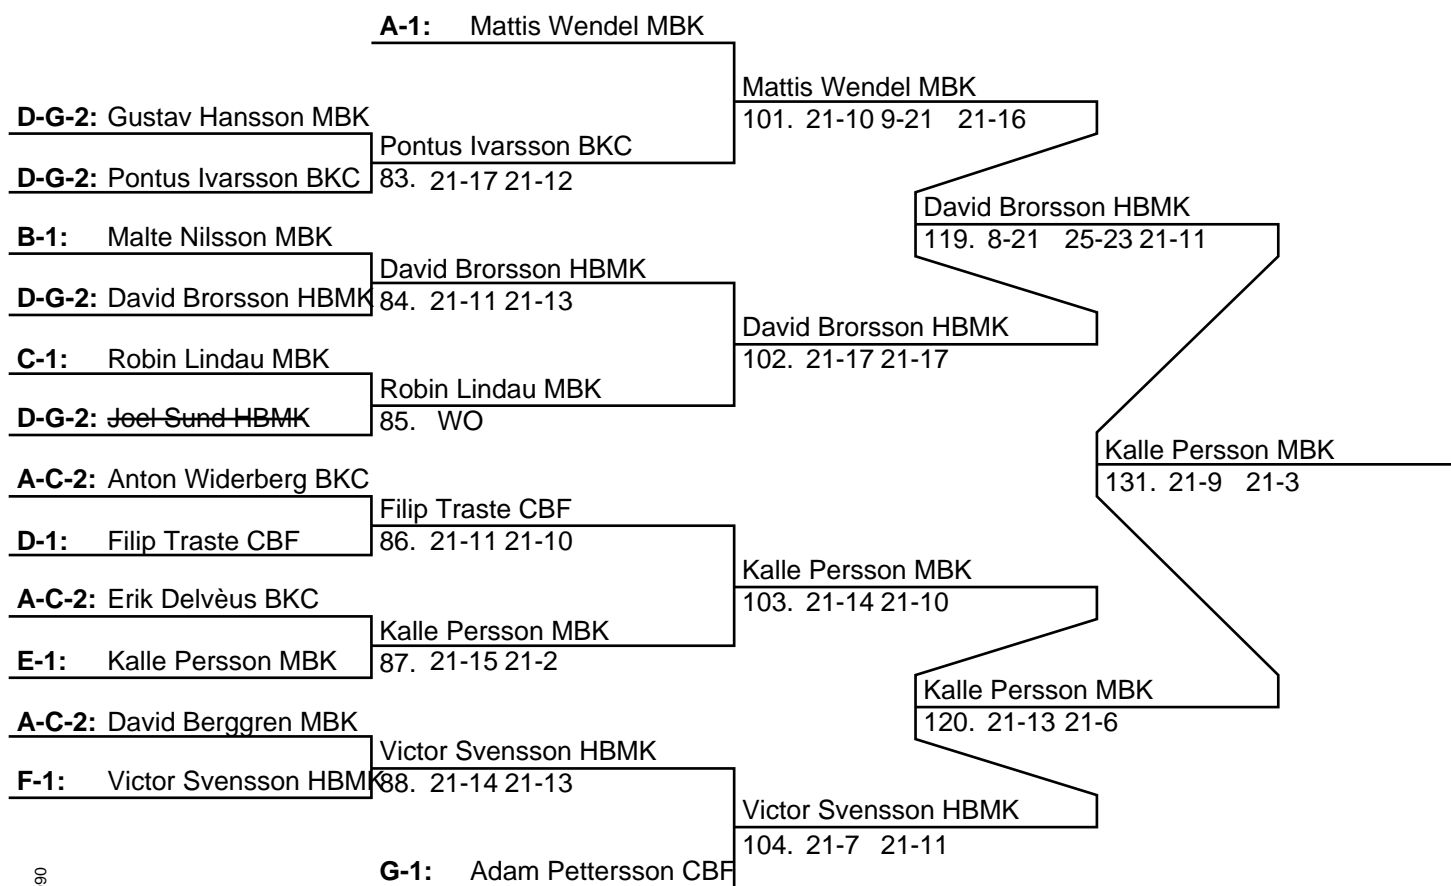 A-1: Mattis Wendel MBK
Mattis Wendel MBK
101. 21-10 9-21 21-16
D-G-2: Gustav Hansson MBK
Pontus Ivarsson BKC
D-G-2: Pontus Ivarsson BKC
83. 21-17 21-12
David Brorsson HBMK
119. 8-21 25-23 21-11
B-1: Malte Nilsson MBK
David Brorsson HBMK
D-G-2: David Brorsson HBMK
84. 21-11 21-13
David Brorsson HBMK
102. 21-17 21-17
C-1: Robin Lindau MBK
Robin Lindau MBK
D-G-2: Joel Sund HBMK
85. WO
Kalle Persson MBK
131. 21-9 21-3
A-C-2: Anton Widerberg BKC
Filip Traste CBF
D-1: Filip Traste CBF
86. 21-11 21-10
Kalle Persson MBK
103. 21-14 21-10
A-C-2: Erik Delvèus BKC
Kalle Persson MBK
E-1: Kalle Persson MBK
87. 21-15 21-2
Kalle Persson MBK
120. 21-13 21-6
A-C-2: David Berggren MBK
Victor Svensson HBMK
F-1: Victor Svensson HBMK
88. 21-14 21-13
Victor Svensson HBMK
104. 21-7 21-11
G-1: Adam Pettersson CBF
90